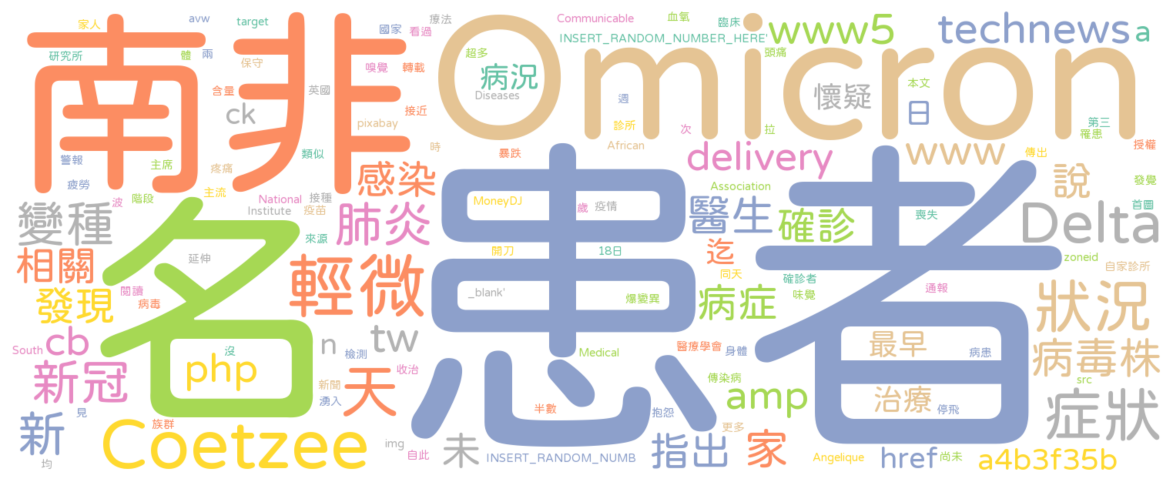 家人
avw
target
療法
Communicable
血氧
臨床
www5
technews
a
南非
研究所
體
兩
保守
國家
看過
嗅覺
轉載
超多
病況
Diseases
Omicron
INSERT_RANDOM_NUMBER_HERE'
頭痛
懷疑
本文
日
第三
罹患
授權
含量
ck
英國
接近
pixabay
週
診所
次
African
拉
www
傳出
警報
主席
疼痛
類似
時
暴跌
delivery
疲勞
階段
主流
感染
Association
說
發覺
變種
波
National
接種
Institute
疫苗
肺炎
MoneyDJ
歲
疫情
醫生
確診
喪失
首圖
Delta
來源
開刀
18日
迄
同天
zoneid
相關
延伸
名
輕微
患者
_blank'
爆變異
確診者
味覺
自家診所
閱讀
病毒
發現
病症
通報
狀況
South
cb
沒
n
tw
檢測
醫療學會
身體
最早
病患
病毒株
php
Medical
新冠
新聞
湧入
天
收治
傳染病
amp
治療
停飛
src
症狀
新
見
族群
Coetzee
半數
抱怨
更多
均
img
自此
未
INSERT_RANDOM_NUMB
指出
家
Angelique
href
尚未
a4b3f35b